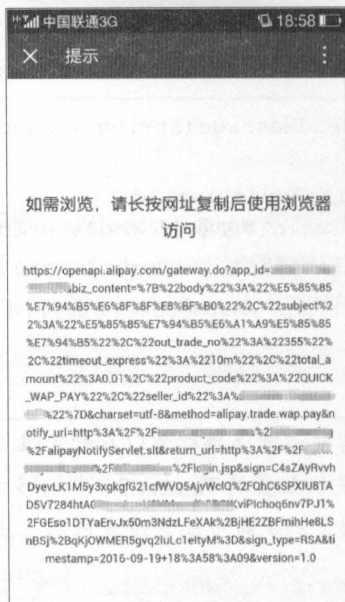 中国联通3G 18:58
提示
如需浏览，请长按网址复制后使用浏览器
访问
https://openapi.alipay.com/gateway.do?app_id=
&biz_content=%7B%22body%22%3A%22%E5%85%85
%E7%94%B5%E6%8F%8F%E8%BF%B0%22%2C%22subject%2
2%3A%22%E5%85%85%E7%94%B5%E6%A1%A9%E5%85%85
%E7%94%B5%22%2C%22out_trade_no%22%3A%22355%22%
2C%22timeout_express%22%3A%2210m%22%2C%22total_a
mount%22%3A0.01%2C%22product_code%22%3A%22QUICK
_WAP_PAY%22%2C%22seller_id%22%3A%
%22%7D&charset=utf-8&method=alipay.trade.wap.pay&n
otify_url=http%3A%2F%2F
%2FalipayNotifyServlet.slt&return_url=http%3A%2F%2F
%2Flogin.jsp&sign=C4sZAyRvvh
DyevLK1M5y3xgkgfG21cfWVO5AjvWclQ%2FQhC6SPXIU8TA
D5V7284htA KviPIchoq6nv7PJ1%
2FGEso1DTYaErvJx50m3NdzLFeXAk%2BjHE2ZBFmihHe8LS
nBSj%2BqKjOWMER5gvq2IuLc1eItyM%3D&sign_type=RSA&ti
mestamp=2016-09-19+18%3A58%3A09&version=1.0